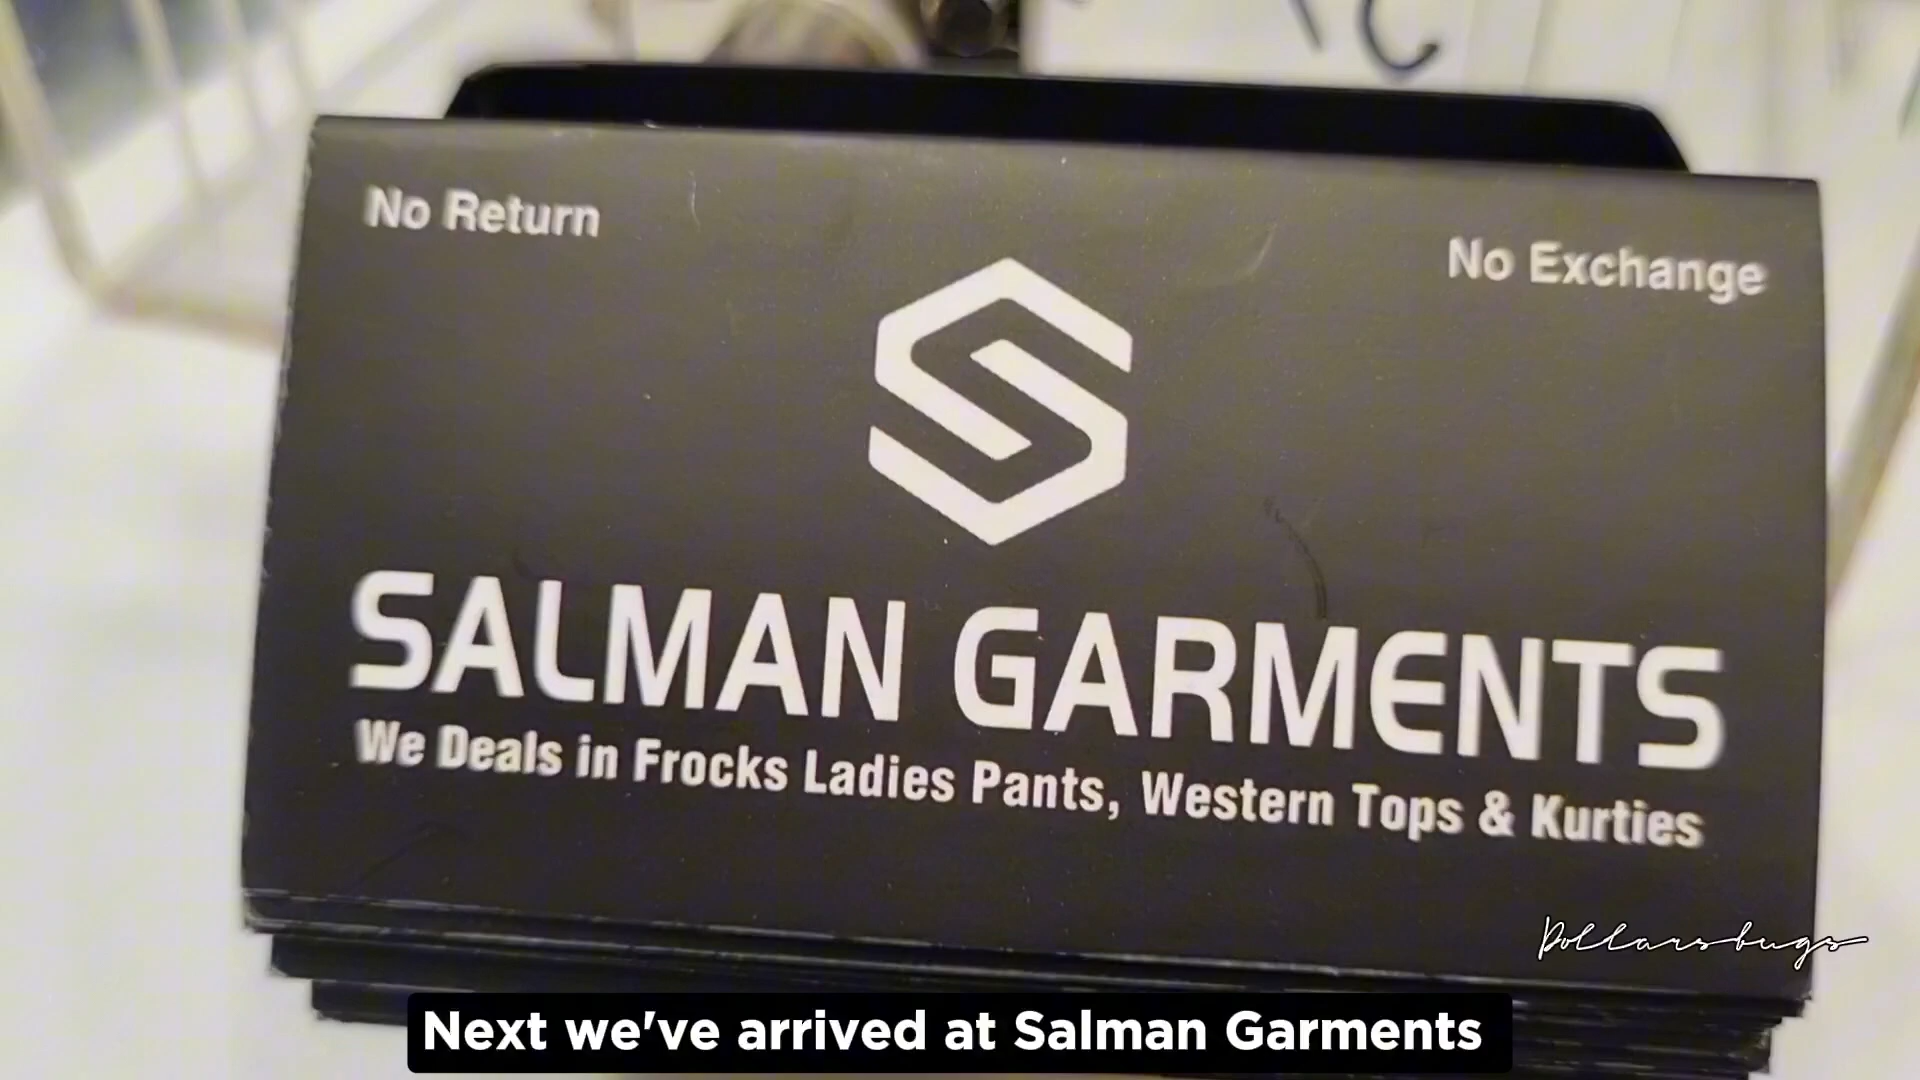 No Return
No Exchange
SALMAN GARMENTS
We Deals in Frocks Ladies Pants, Western Tops & Kurties
Dollarsbugs
Next we've arrived at Salman Garments